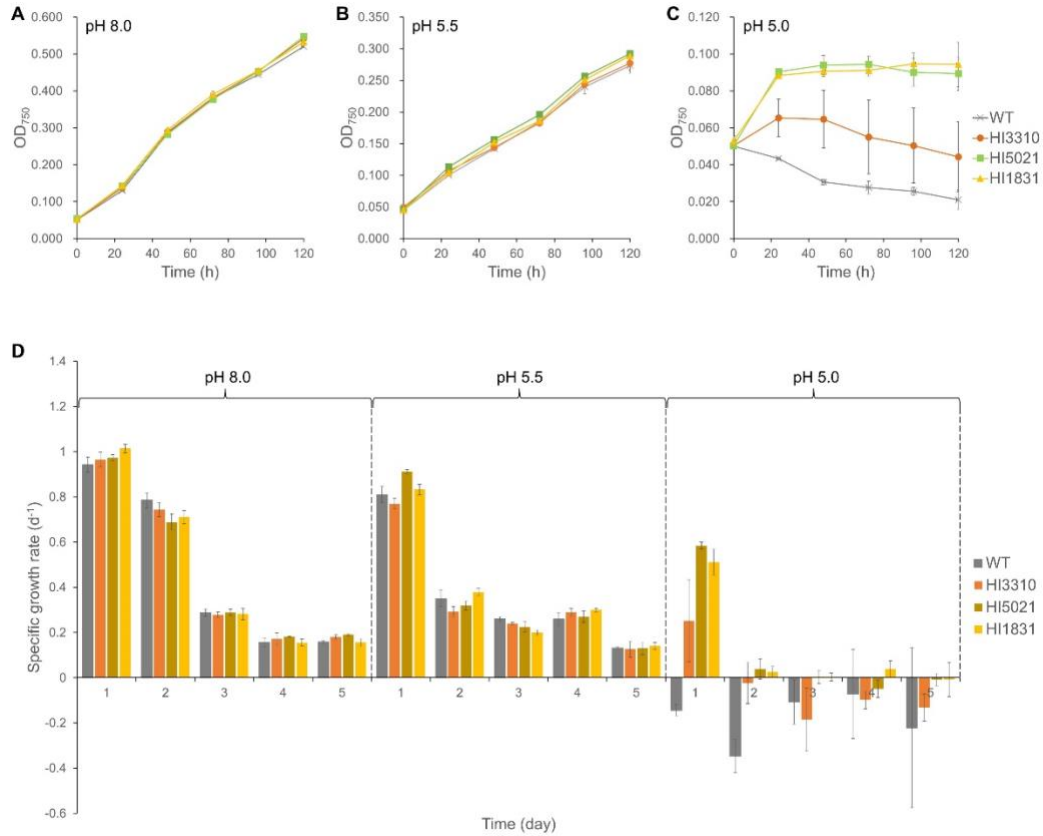 A
pH 8.0
0.600
0.500
0.400
0.300
0.200
0.100
0.000
OD750
0 20 40 60 80 100 120
Time (h)
B
pH 5.5
0.350
0.300
0.250
0.200
0.150
0.100
0.050
0.000
OD750
0 20 40 60 80 100 120
Time (h)
C
pH 5.0
0.120
0.100
0.080
0.060
0.040
0.020
0.000
OD750
0 20 40 60 80 100 120
Time (h)
WT
HI3310
HI5021
HI1831
D
1.4
1.2
1
0.8
0.6
0.4
0.2
0
-0.2
-0.4
-0.6
Specific growth rate (d-1)
pH 8.0 pH 5.5 pH 5.0
1 2 3 4 5 1 2 3 4 5 1 2 3 4 5
Time (day)
WT
HI3310
HI5021
HI1831